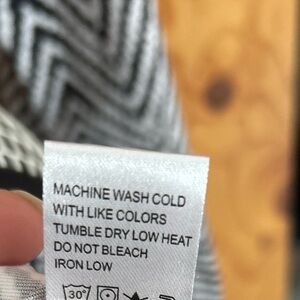 MACHINE WASH COLD
WITH LIKE COLORS
TUMBLE DRY LOW HEAT
DO NOT BLEACH
IRON LOW
30°